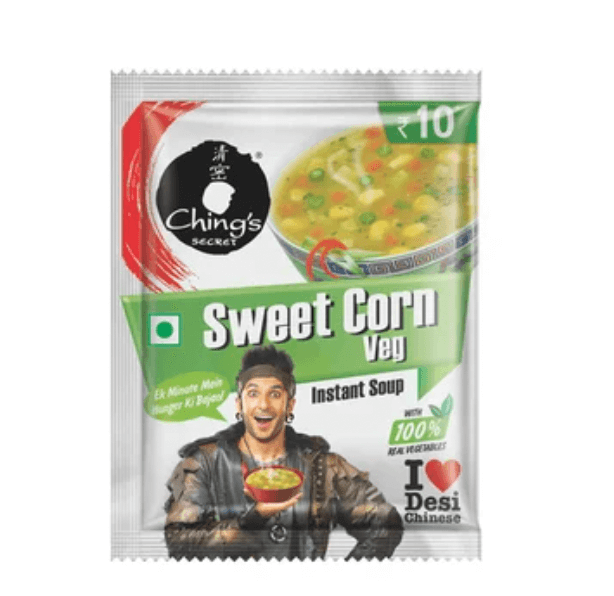 ₹10
清
密
®
Ching's
SECRET
Sweet Corn
Veg
Instant Soup
Ek Minute Mein
Hunger Ki Bajao!
WITH
100%
REAL VEGETABLES
I ❤
Desi
Chinese